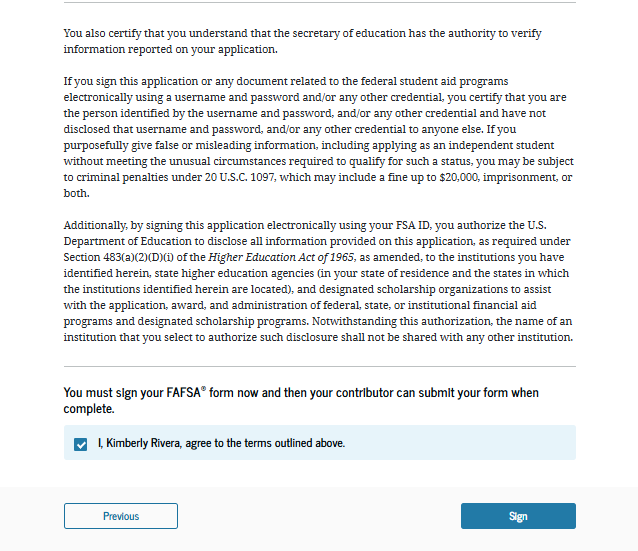 You also certify that you understand that the secretary of education has the authority to verify
information reported on your application.
If you sign this application or any document related to the federal student aid programs
electronically using a username and password and/or any other credential, you certify that you are
the person identified by the username and password, and/or any other credential and have not
disclosed that username and password, and/or any other credential to anyone else. If you
purposefully give false or misleading information, including applying as an independent student
without meeting the unusual circumstances required to qualify for such a status, you may be subject
to criminal penalties under 20 U.S.C. 1097, which may include a fine up to $20,000, imprisonment, or
both.
Additionally, by signing this application electronically using your FSA ID, you authorize the U.S.
Department of Education to disclose all information provided on this application, as required under
Section 483(a)(2)(D)(i) of the Higher Education Act of 1965, as amended, to the institutions you have
identified herein, state higher education agencies (in your state of residence and the states in which
the institutions identified herein are located), and designated scholarship organizations to assist
with the application, award, and administration of federal, state, or institutional financial aid
programs and designated scholarship programs. Notwithstanding this authorization, the name of an
institution that you select to authorize such disclosure shall not be shared with any other institution.
You must sign your FAFSA® form now and then your contributor can submit your form when
complete.
I, Kimberly Rivera, agree to the terms outlined above.
Previous
Sign